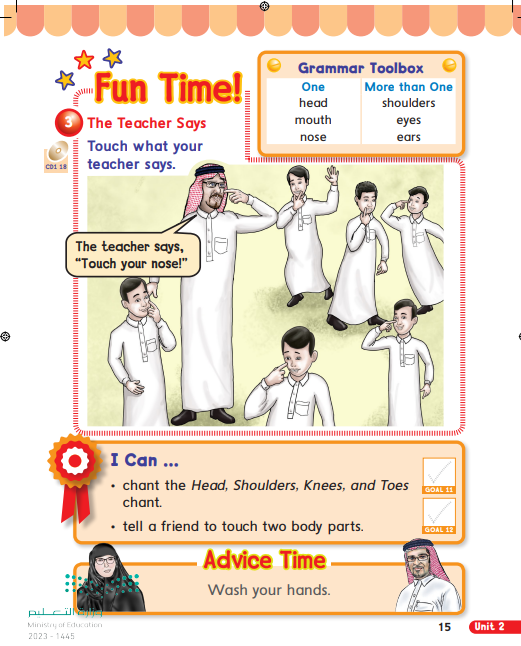 Fun Time!
Grammar Toolbox
One More than One
head shoulders
mouth eyes
nose ears
3 The Teacher Says
CD1 18
Touch what your
teacher says.
The teacher says,
“Touch your nose!”
I Can ...
• chant the Head, Shoulders, Knees, and Toes
chant.
GOAL 11
• tell a friend to touch two body parts.
GOAL 12
Advice Time
Wash your hands.
وزارة التعليم
Ministry of Education
2023 - 1445
15 Unit 2